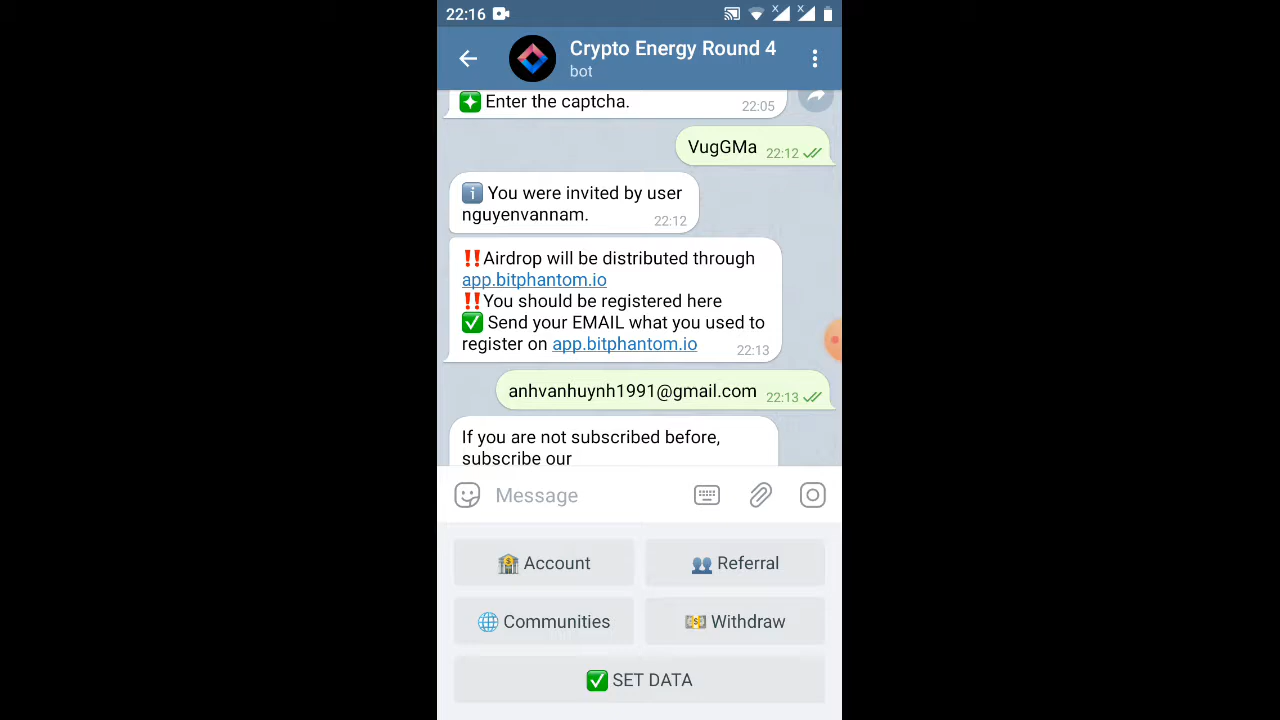 22:16
Crypto Energy Round 4
bot
Enter the captcha.
22:05
VugGMa 22:12
You were invited by user
nguyenvannam. 22:12
‼️Airdrop will be distributed through
app.bitphantom.io
‼️You should be registered here
✅ Send your EMAIL what you used to
register on app.bitphantom.io 22:13
anhvanhuynh1991@gmail.com 22:13
If you are not subscribed before,
subscribe our
Message
Account
Referral
Communities
Withdraw
✅ SET DATA